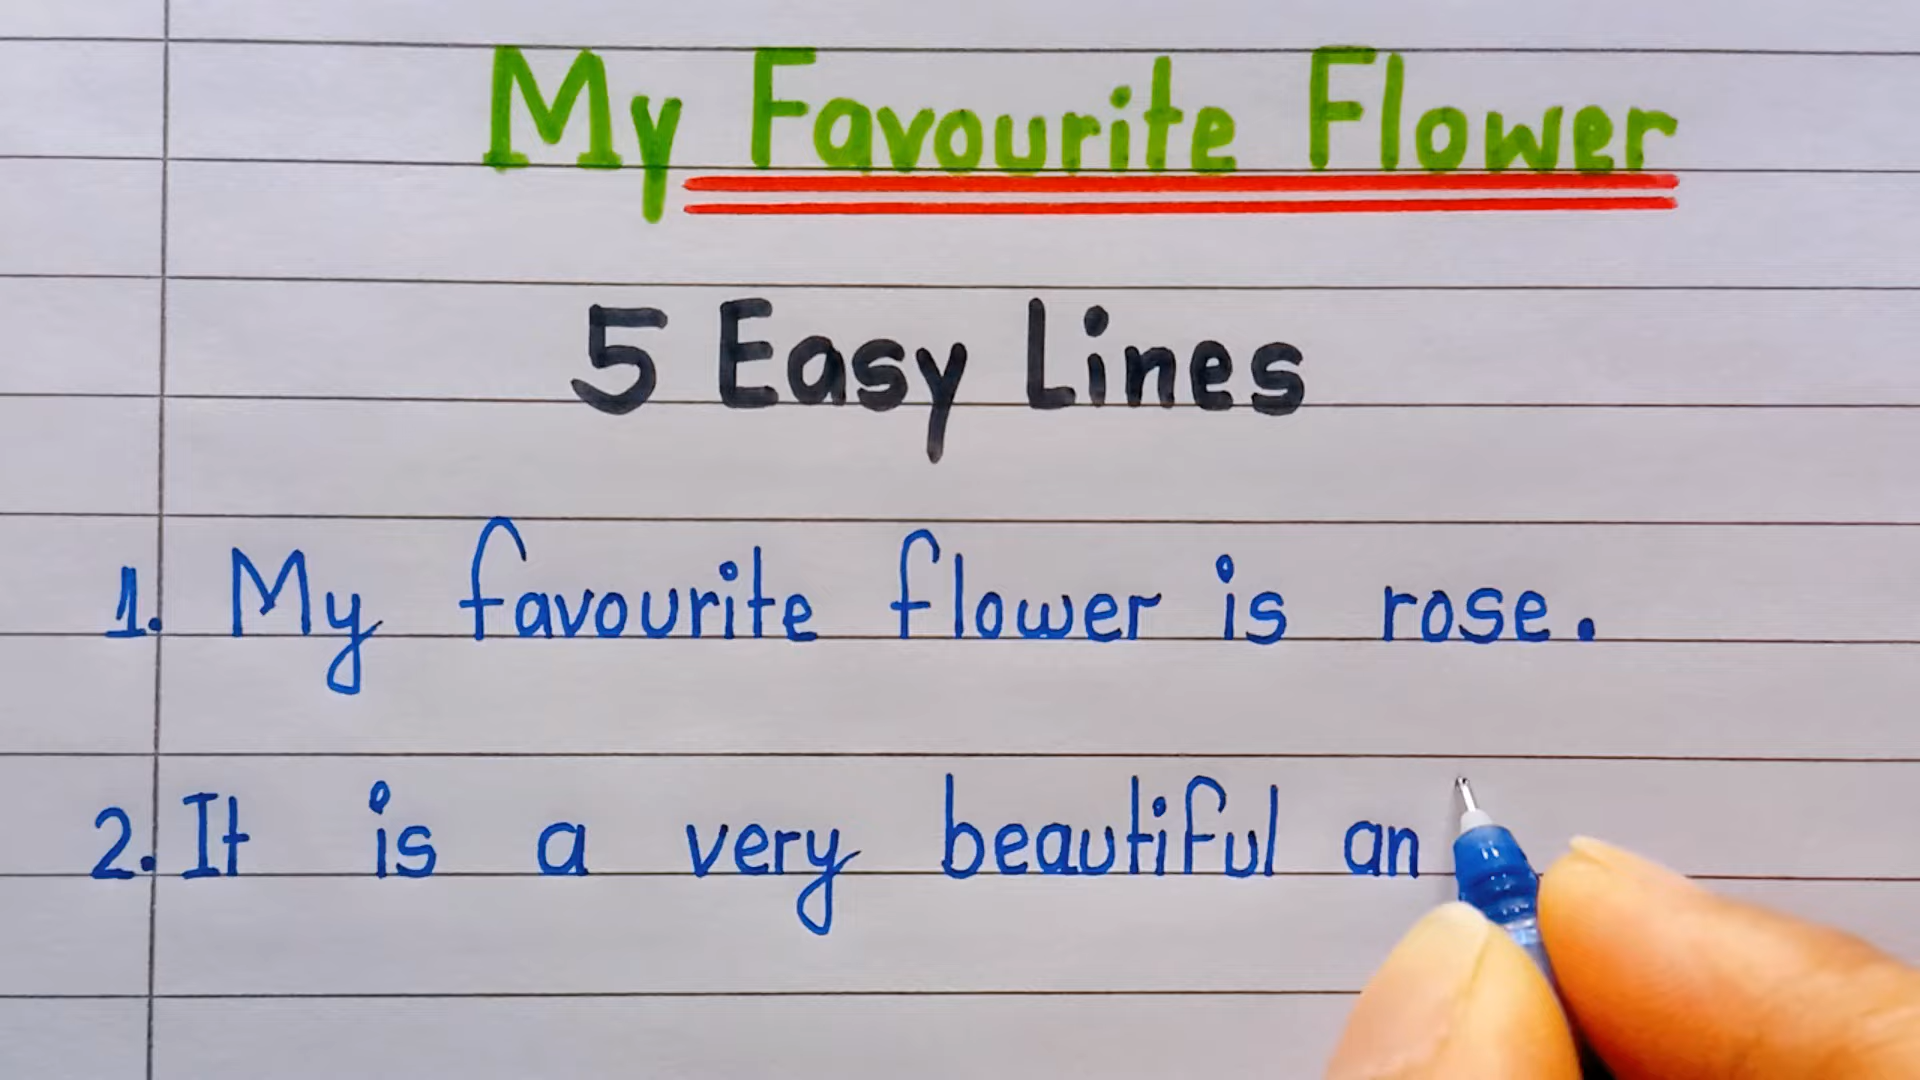 My Favourite Flower
5 Easy Lines
1. My favourite flower is rose.
2. It is a very beautiful an